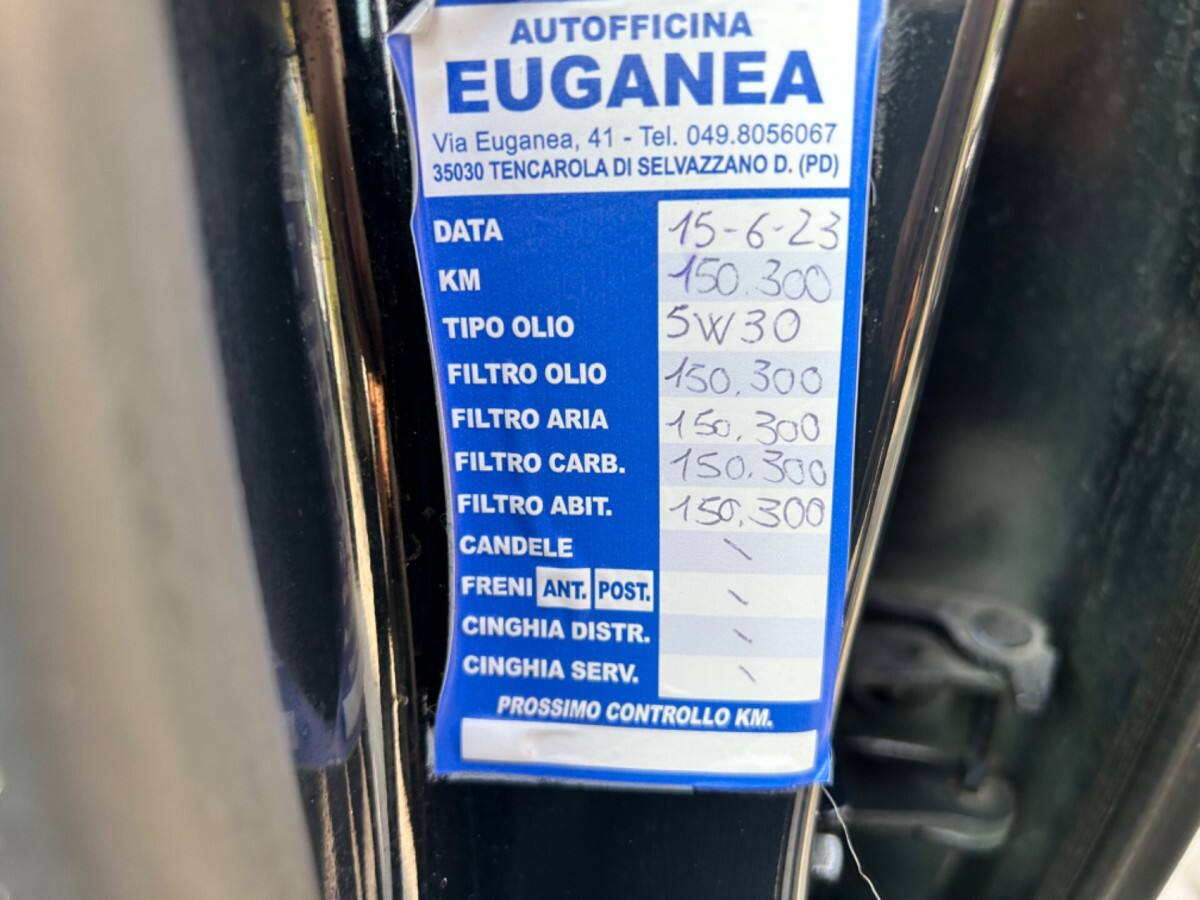 AUTOFFICINA
EUGANEA
Via Euganea, 41 - Tel. 049.8056067
35030 TENCAROLA DI SELVAZZANO D. (PD)
DATA 15-6-23
KM 150.300
TIPO OLIO 5W30
FILTRO OLIO 150.300
FILTRO ARIA 150.300
FILTRO CARB. 150.300
FILTRO ABIT. 150.300
CANDELE \
FRENI ANT. POST. \
CINGHIA DISTR. \
CINGHIA SERV. \
PROSSIMO CONTROLLO KM.